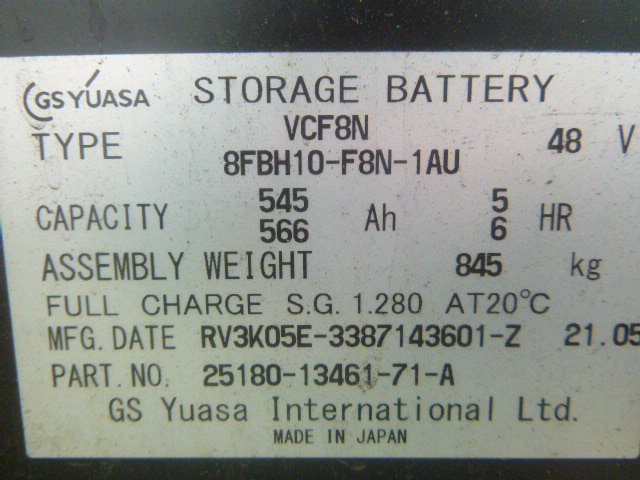 GS YUASA STORAGE BATTERY
TYPE VCF8N 48 V
8FBH10-F8N-1AU
CAPACITY 545 Ah 5 HR
566 6
ASSEMBLY WEIGHT 845 kg
FULL CHARGE S.G. 1.280 AT20℃
MFG.DATE RV3K05E-3387143601-Z 21.05
PART.NO. 25180-13461-71-A
GS Yuasa International Ltd.
MADE IN JAPAN